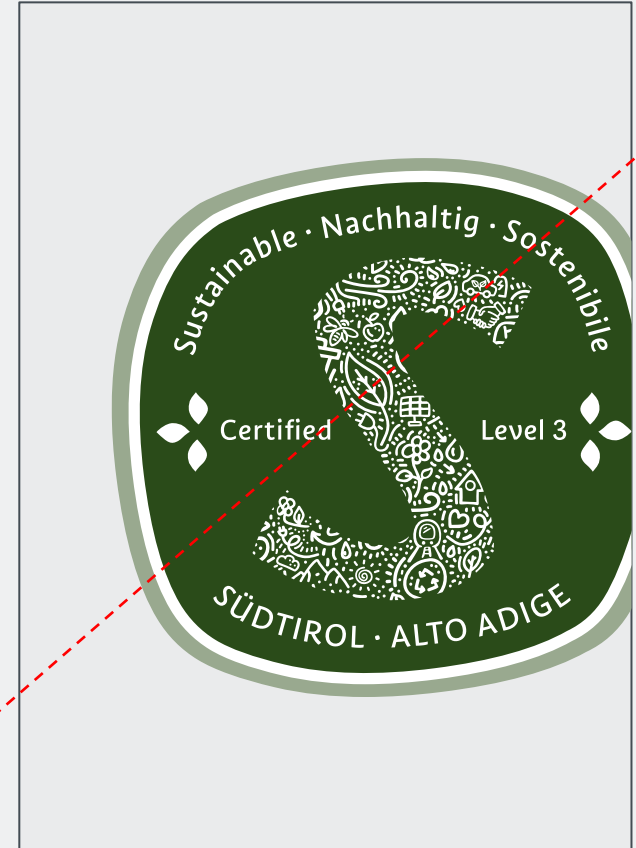 Sustainable · Nachhaltig · Sostenibile
Certified
Level 3
SÜDTIROL · ALTO ADIGE